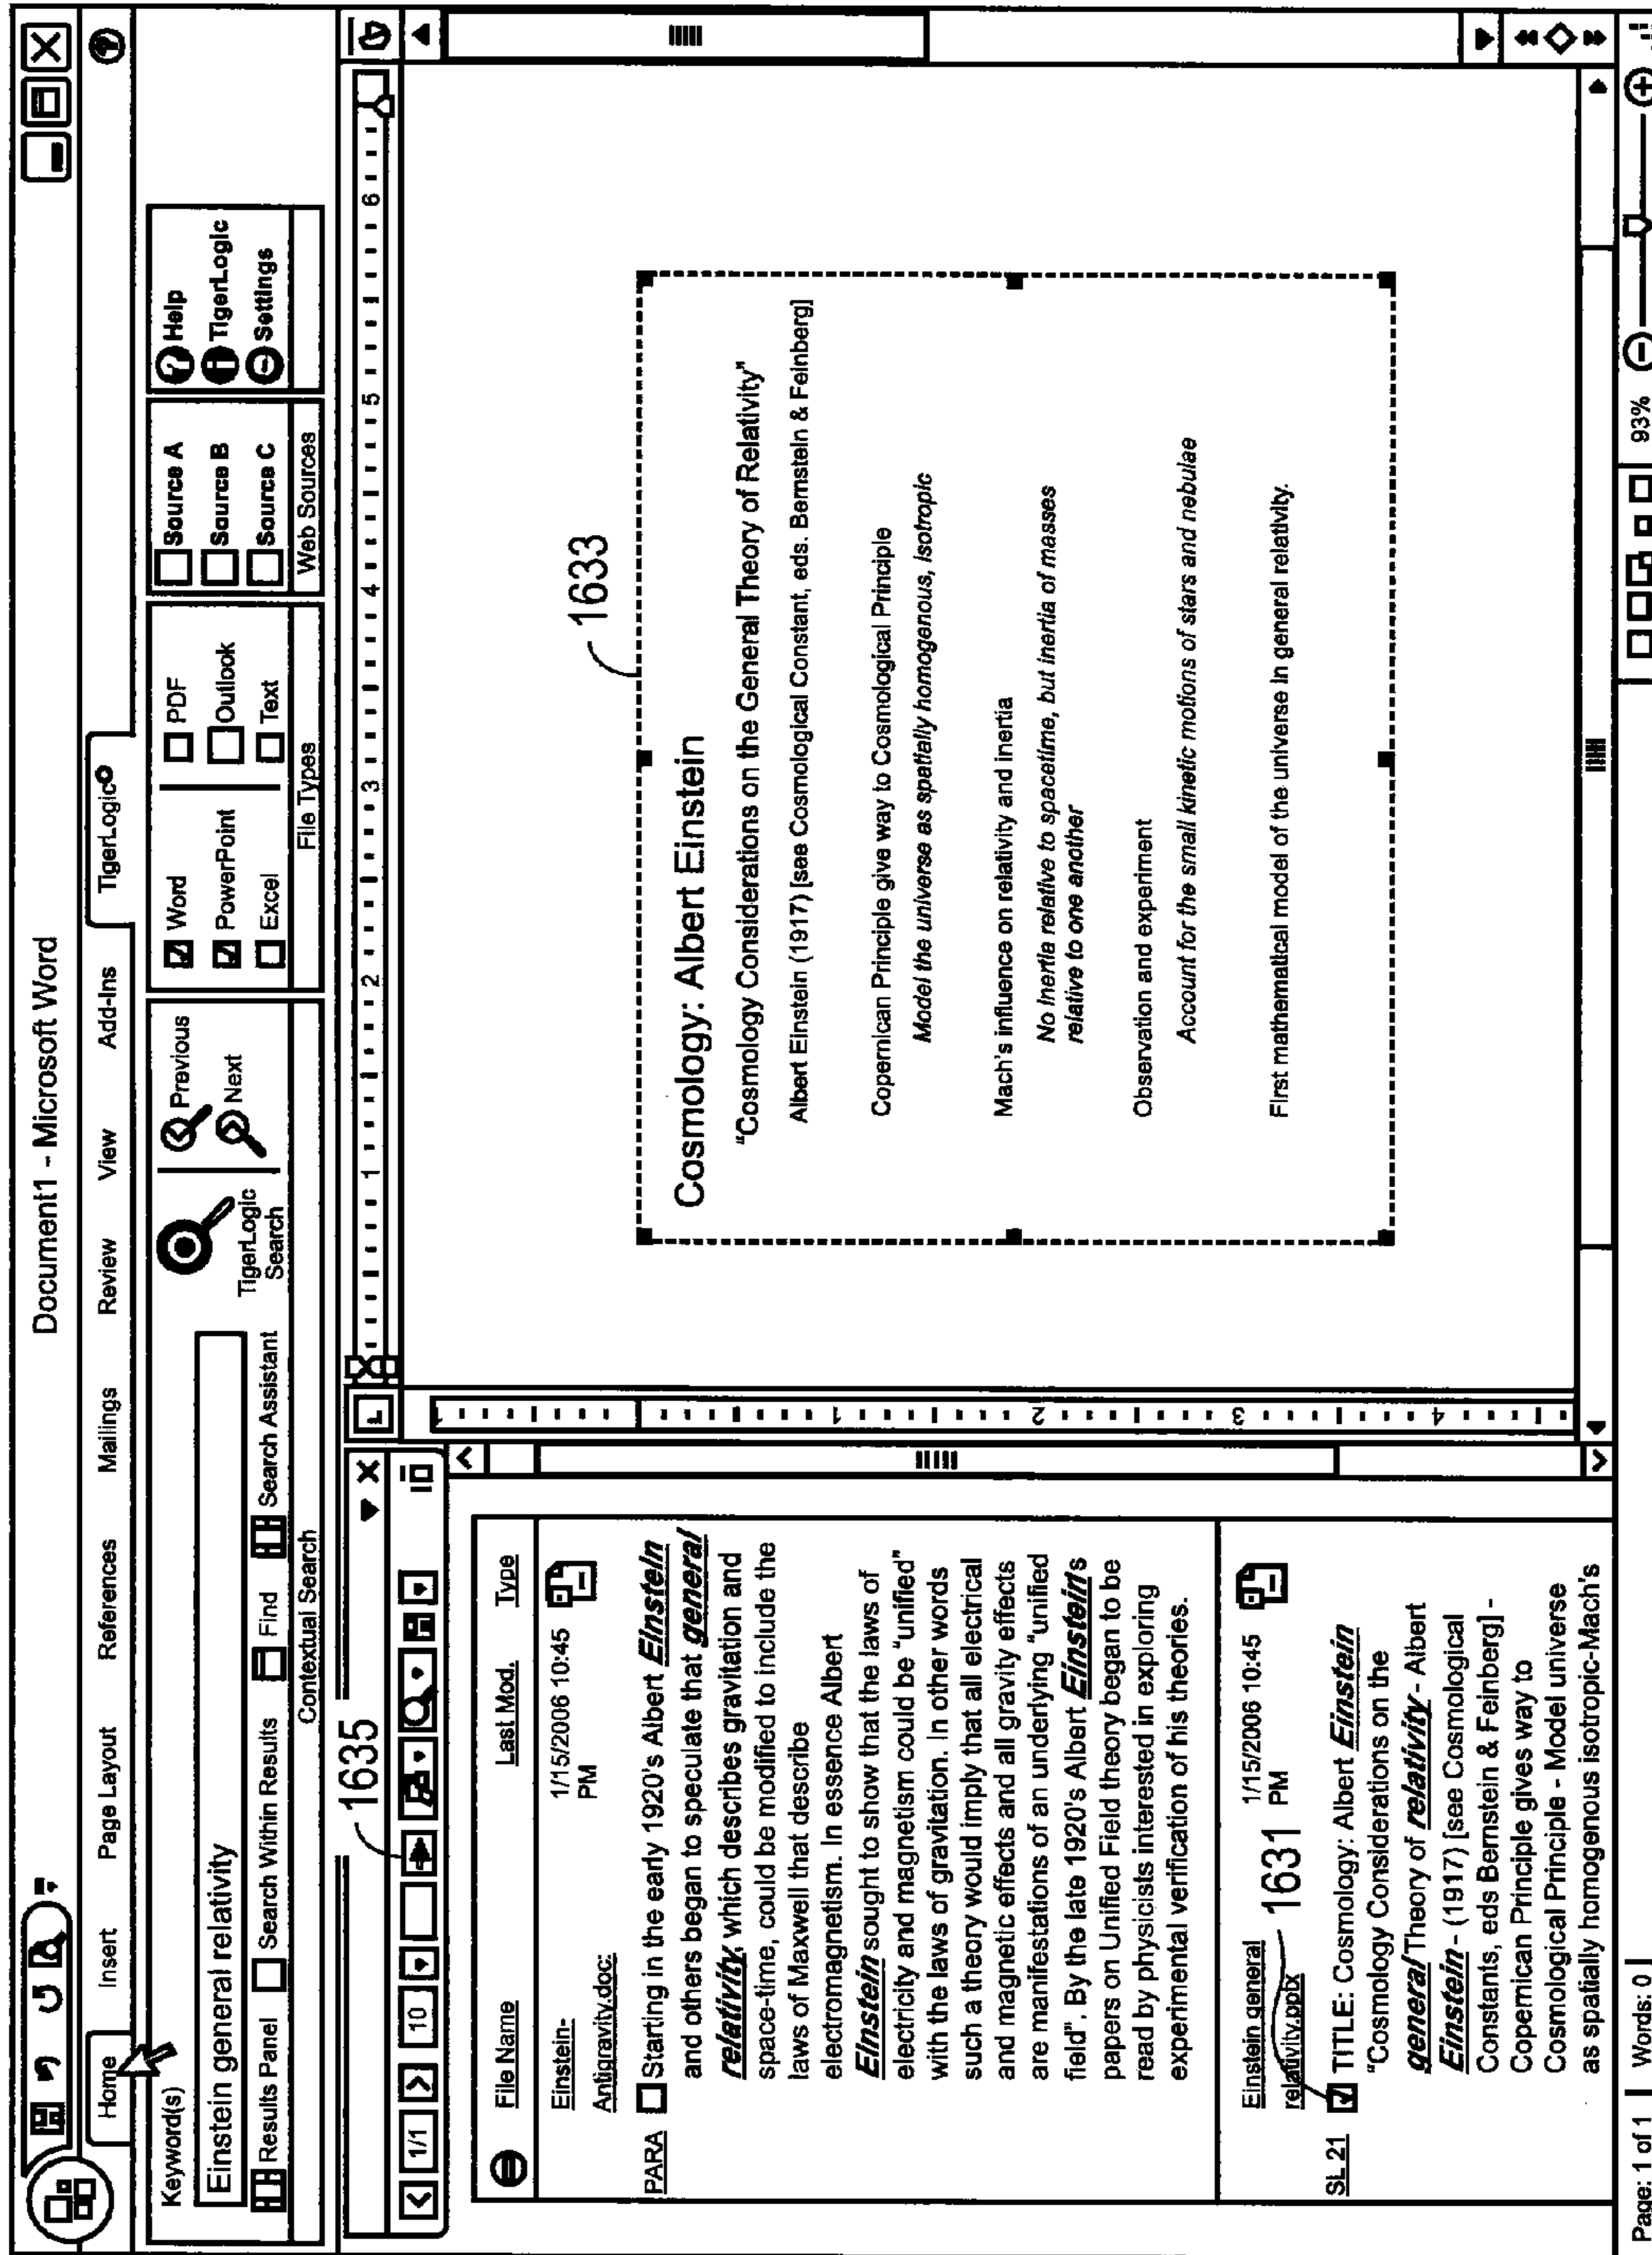 Document1 - Microsoft Word
Home Insert Page Layout References Mailings Review View Add-Ins TigerLogic
Keyword(s)
Einstein general relativity
Results Panel Search Within Results Find Search Assistant
TigerLogic
Search
Previous
Next
Contextual Search
Word
PowerPoint
Excel
PDF
Outlook
Text
File Types
Source A
Source B
Source C
Web Sources
Help
TigerLogic
Settings
1635
1/1 10
1 2 3 4 5 6
File Name Last Mod. Type
Einstein- 1/15/2006 10:45
Antigravity.doc: PM
PARA Starting in the early 1920's Albert Einstein
and others began to speculate that general
relativity, which describes gravitation and
space-time, could be modified to include the
laws of Maxwell that describe
electromagnetism. In essence Albert
Einstein sought to show that the laws of
electricity and magnetism could be "unified"
with the laws of gravitation. In other words
such a theory would imply that all electrical
and magnetic effects and all gravity effects
are manifestations of an underlying "unified
field". By the late 1920's Albert Einstein's
papers on Unified Field theory began to be
read by physicists interested in exploring
experimental verification of his theories.
Einstein general 1/15/2006 10:45
relativity.pptx 1631 PM
SL 21 TITLE: Cosmology: Albert Einstein
"Cosmology Considerations on the
general Theory of relativity - Albert
Einstein - (1917) [see Cosmological
Constants, eds Bernstein & Feinberg] -
Copernican Principle gives way to
Cosmological Principle - Model universe
as spatially homogenous isotropic-Mach's
1 2 3 4
1633
Cosmology: Albert Einstein
"Cosmology Considerations on the General Theory of Relativity"
Albert Einstein (1917) [see Cosmological Constant, eds. Bernstein & Feinberg]
Copernican Principle give way to Cosmological Principle
Model the universe as spatially homogenous, isotropic
Mach's influence on relativity and inertia
No Inertia relative to spacetime, but inertia of masses
relative to one another
Observation and experiment
Account for the small kinetic motions of stars and nebulae
First mathematical model of the universe in general relativity.
Page: 1 of 1 Words: 0 93%